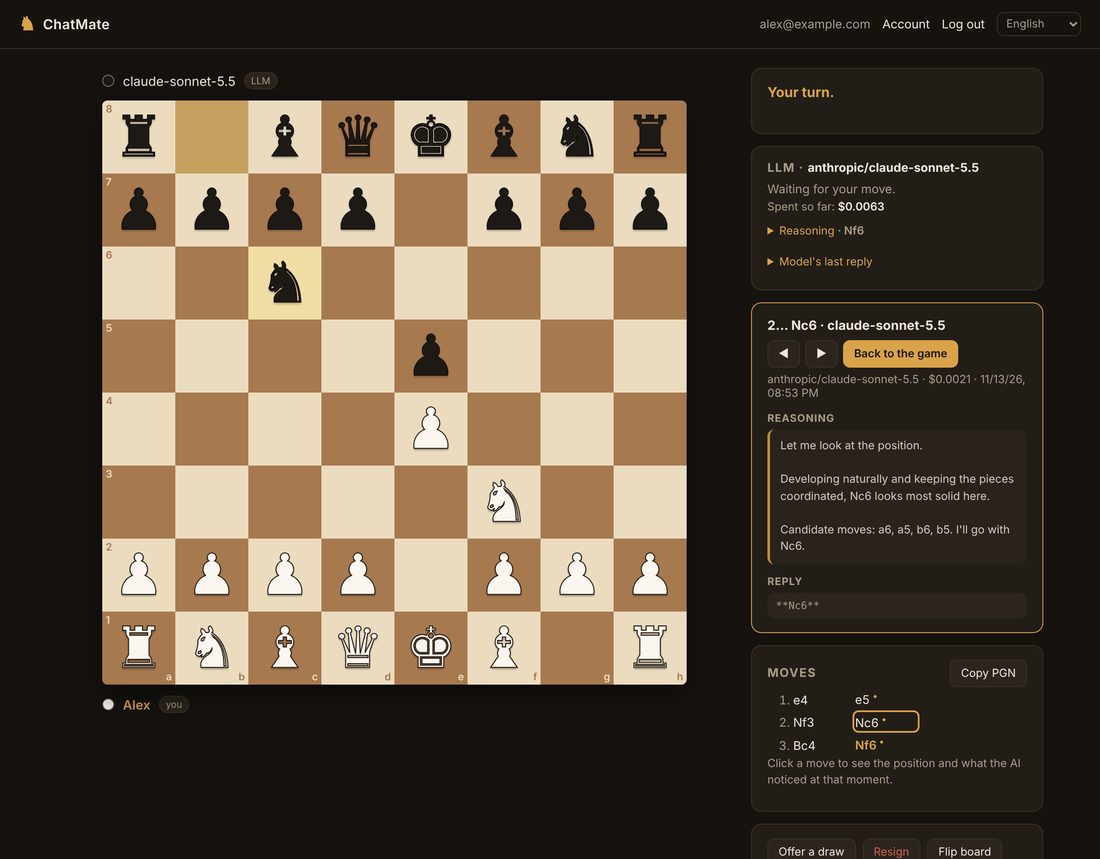 ChatMate
alex@example.com Account Log out English
claude-sonnet-5.5 LLM
8
7
6
5
4
3
2
1
a b c d e f g h
Alex you
Your turn.
LLM · anthropic/claude-sonnet-5.5
Waiting for your move.
Spent so far: $0.0063
Reasoning · Nf6
Model's last reply
2... Nc6 · claude-sonnet-5.5
Back to the game
anthropic/claude-sonnet-5.5 · $0.0021 · 11/13/26,
08:53 PM
REASONING
Let me look at the position.
Developing naturally and keeping the pieces
coordinated, Nc6 looks most solid here.
Candidate moves: a6, a5, b6, b5. I'll go with
Nc6.
REPLY
**Nc6**
MOVES Copy PGN
1. e4 e5 *
2. Nf3 Nc6 *
3. Bc4 Nf6 *
Click a move to see the position and what the AI
noticed at that moment.
Offer a draw Resign Flip board